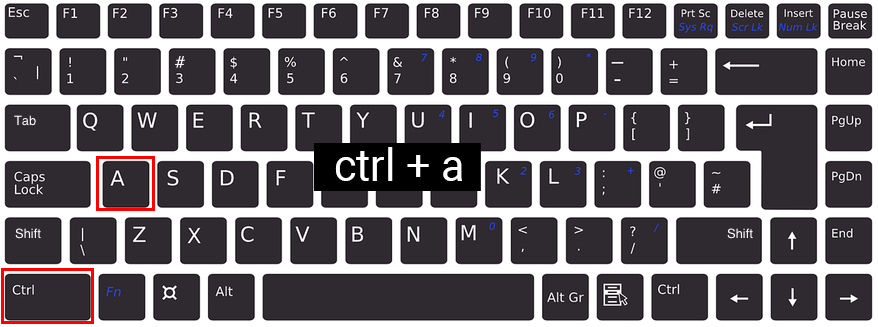 Esc F1 F2 F3 F4 F5 F6 F7 F8 F9 F10 F11 F12 Prt Sc Sys Rq Delete Scr Lk Insert Num Lk Pause Break
¬ ` | ! 1 " 2 # 3 $ 4 % 5 ^ 6 & 7 7 * 8 8 ( 9 9 ) 0 * — - + = Home
Tab Q W E R T Y U 4 I 5 O 6 P - { [ } ] PgUp
Caps Lock A S D F ctrl + a K 2 L 3 : ; + @ ' ~ # PgDn
Shift | \ Z X C V B N M 0 < , > . ? / / Shift End
Ctrl Fn Alt Alt Gr Ctrl